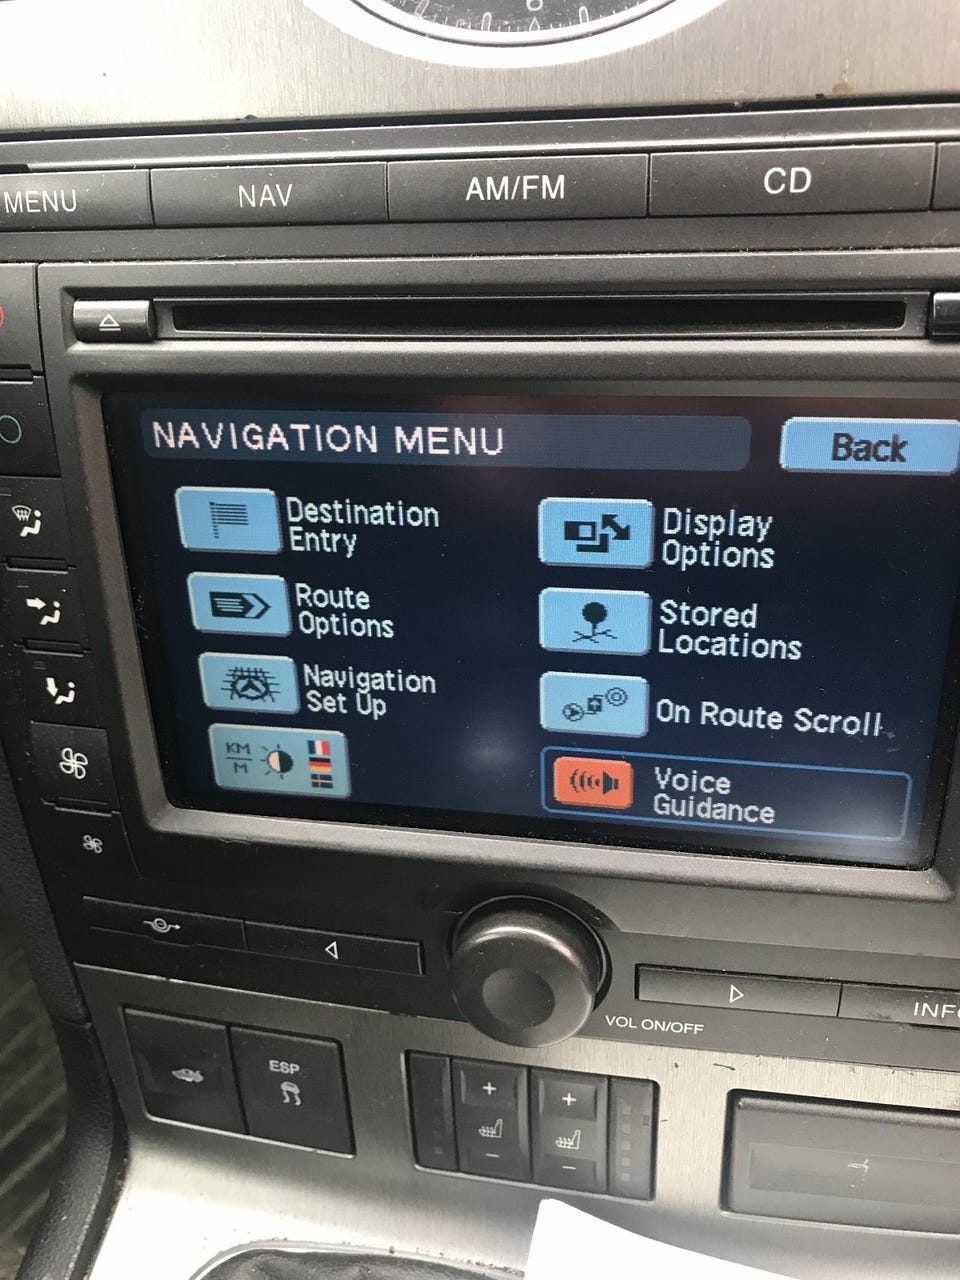 6
MENU
NAV
AM/FM
CD
NAVIGATION MENU
Back
Destination
Entry
Display
Options
Route
Options
Stored
Locations
Navigation
Set Up
On Route Scroll
KM
M
Voice
Guidance
VOL ON/OFF
ESP
+
+
-
-